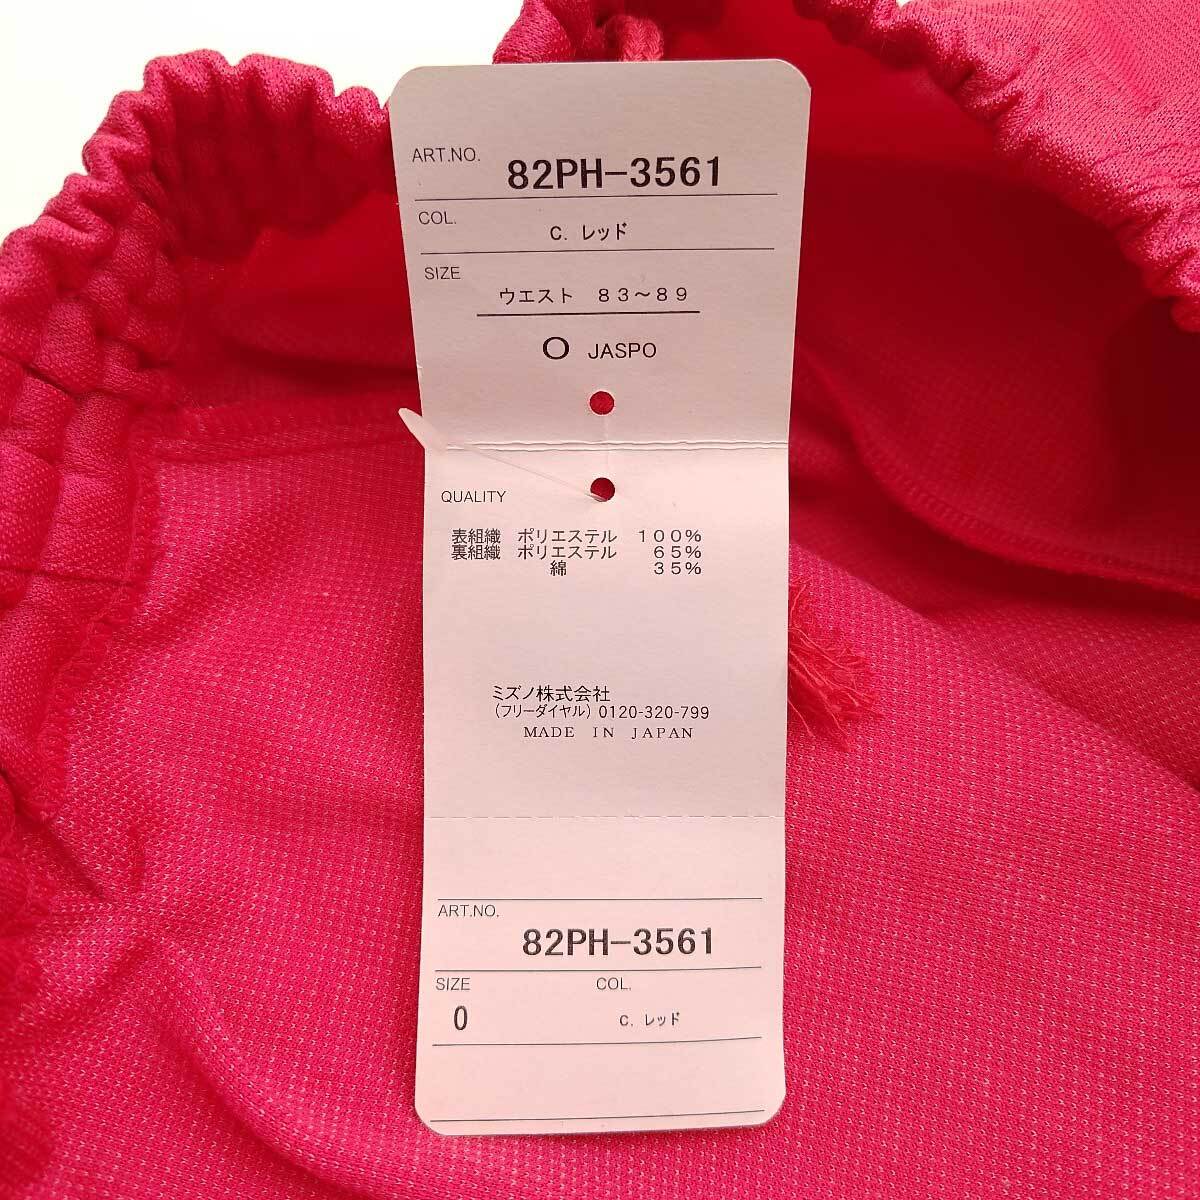 ART.NO.
82PH-3561
COL.
C. レッド
SIZE
ウエスト 83〜89
O JASPO
QUALITY
表組織 ポリエステル 100%
裏組織 ポリエステル 65%
綿 35%
ミズノ株式会社
(フリーダイヤル) 0120-320-799
MADE IN JAPAN
ART.NO.
82PH-3561
SIZE COL.
O C. レッド